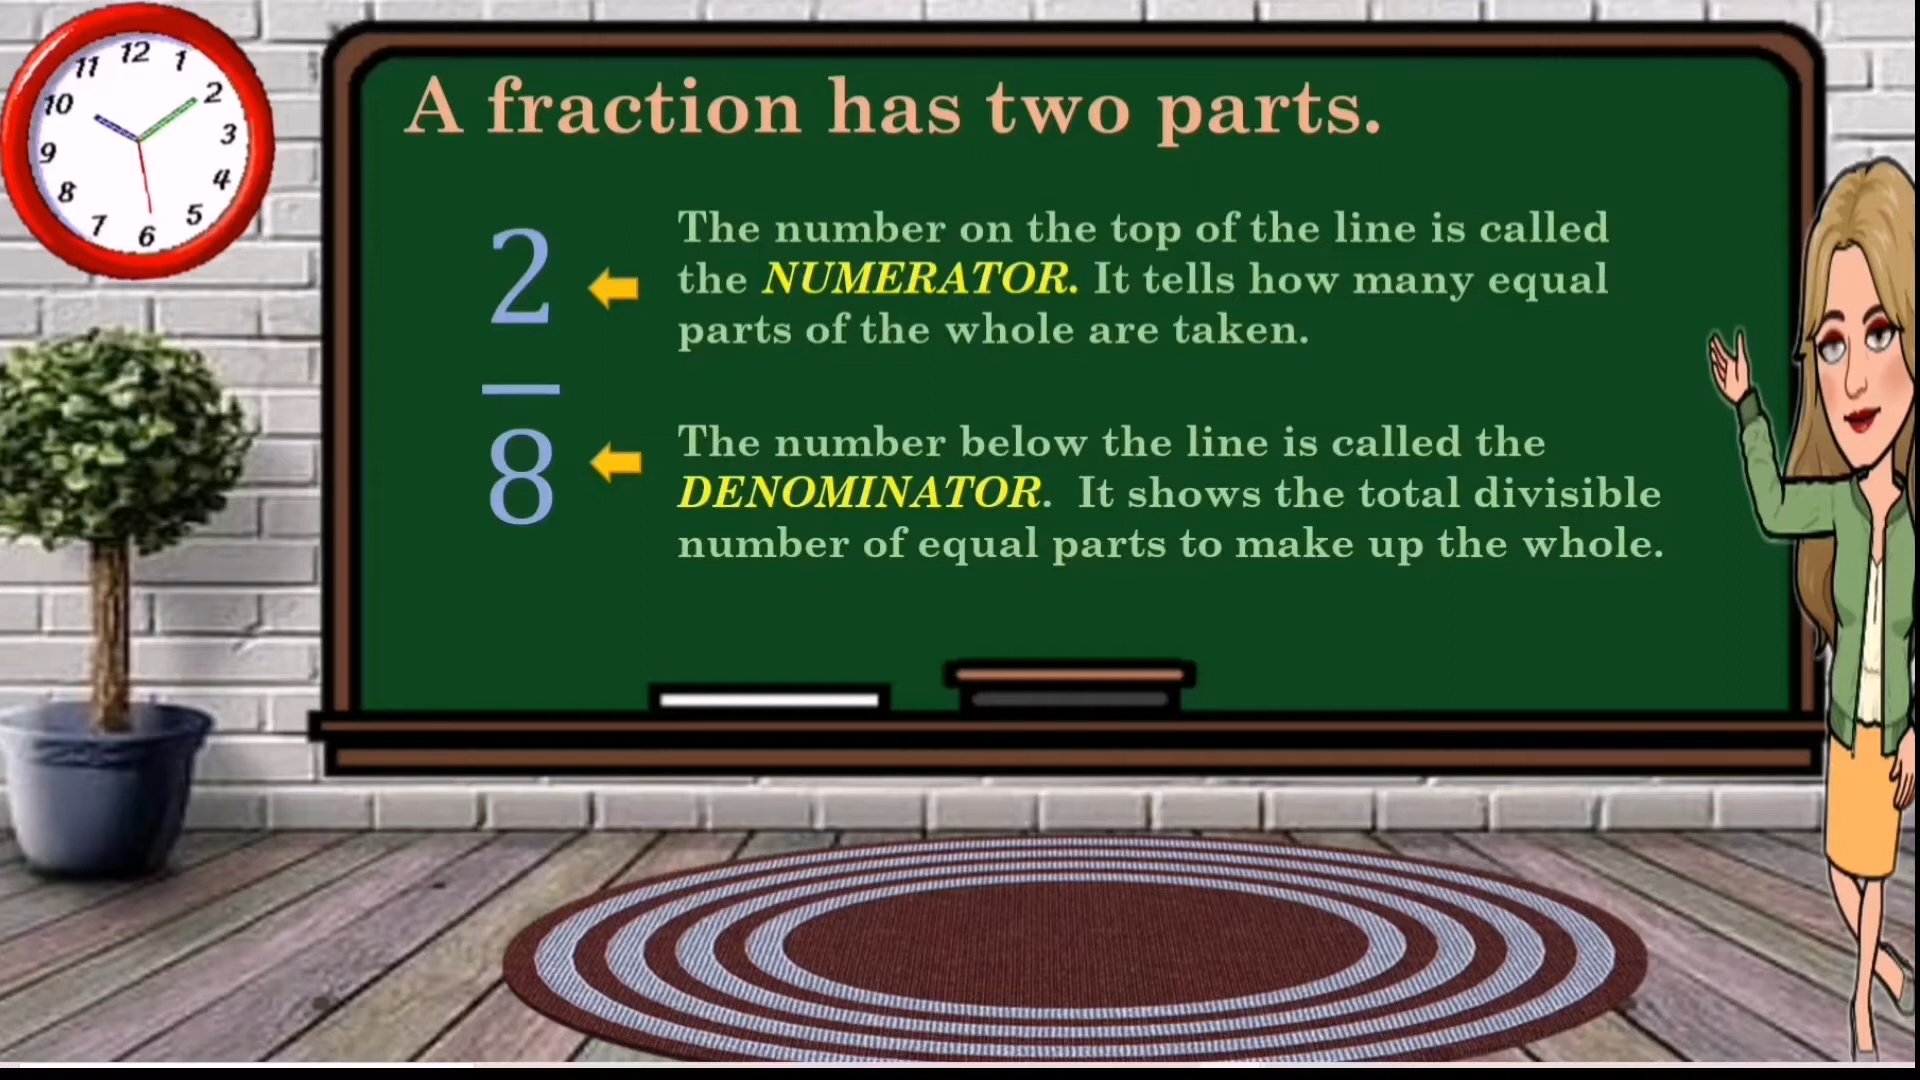 12
11
1
10
2
9
3
8
4
7
5
6
A fraction has two parts.
2
The number on the top of the line is called
the NUMERATOR. It tells how many equal
parts of the whole are taken.
8
The number below the line is called the
DENOMINATOR. It shows the total divisible
number of equal parts to make up the whole.